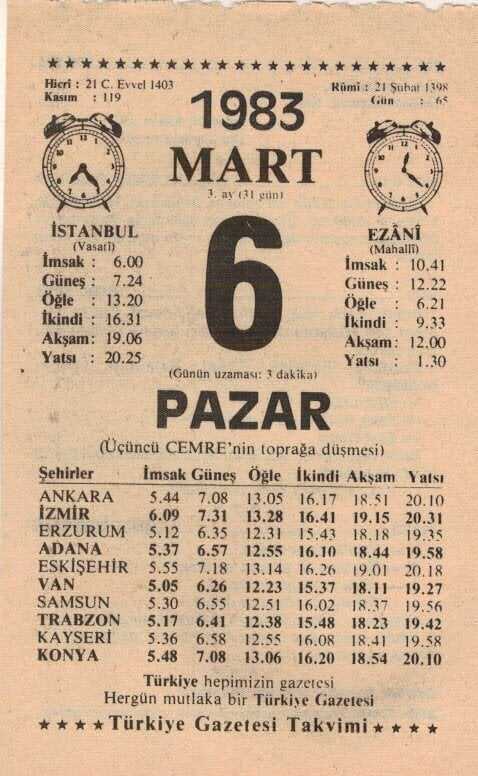 ★★★★★★★★★★★★★★★★★★★★★★
Hicrî : 21 C. Evvel 1403
Kasım : 119
Rûmî : 21 Şubat 1398
Gün : 65
1983
MART
3. ay (31 gün)
6
İSTANBUL
(Vasatî)
İmsak : 6.00
Güneş : 7.24
Öğle : 13.20
İkindi : 16.31
Akşam: 19.06
Yatsı : 20.25
EZÂNÎ
(Mahallî)
İmsak : 10.41
Güneş : 12.22
Öğle : 6.21
İkindi : 9.33
Akşam: 12.00
Yatsı : 1.30
(Günün uzaması: 3 dakika)
PAZAR
(Üçüncü CEMRE'nin toprağa düşmesi)
Şehirler İmsak Güneş Öğle İkindi Akşam Yatsı
ANKARA 5.44 7.08 13.05 16.17 18.51 20.10
İZMİR 6.09 7.31 13.28 16.41 19.15 20.31
ERZURUM 5.12 6.35 12.31 15.43 18.18 19.35
ADANA 5.37 6.57 12.55 16.10 18.44 19.58
ESKİŞEHİR 5.55 7.18 13.14 16.26 19.01 20.18
VAN 5.05 6.26 12.23 15.37 18.11 19.27
SAMSUN 5.30 6.55 12.51 16.02 18.37 19.56
TRABZON 5.17 6.41 12.38 15.48 18.23 19.42
KAYSERİ 5.36 6.58 12.55 16.08 18.41 19.58
KONYA 5.48 7.08 13.06 16.20 18.54 20.10
Türkiye hepimizin gazetesi
Hergün mutlaka bir Türkiye Gazetesi
★★★★Türkiye Gazetesi Takvimi★★★★